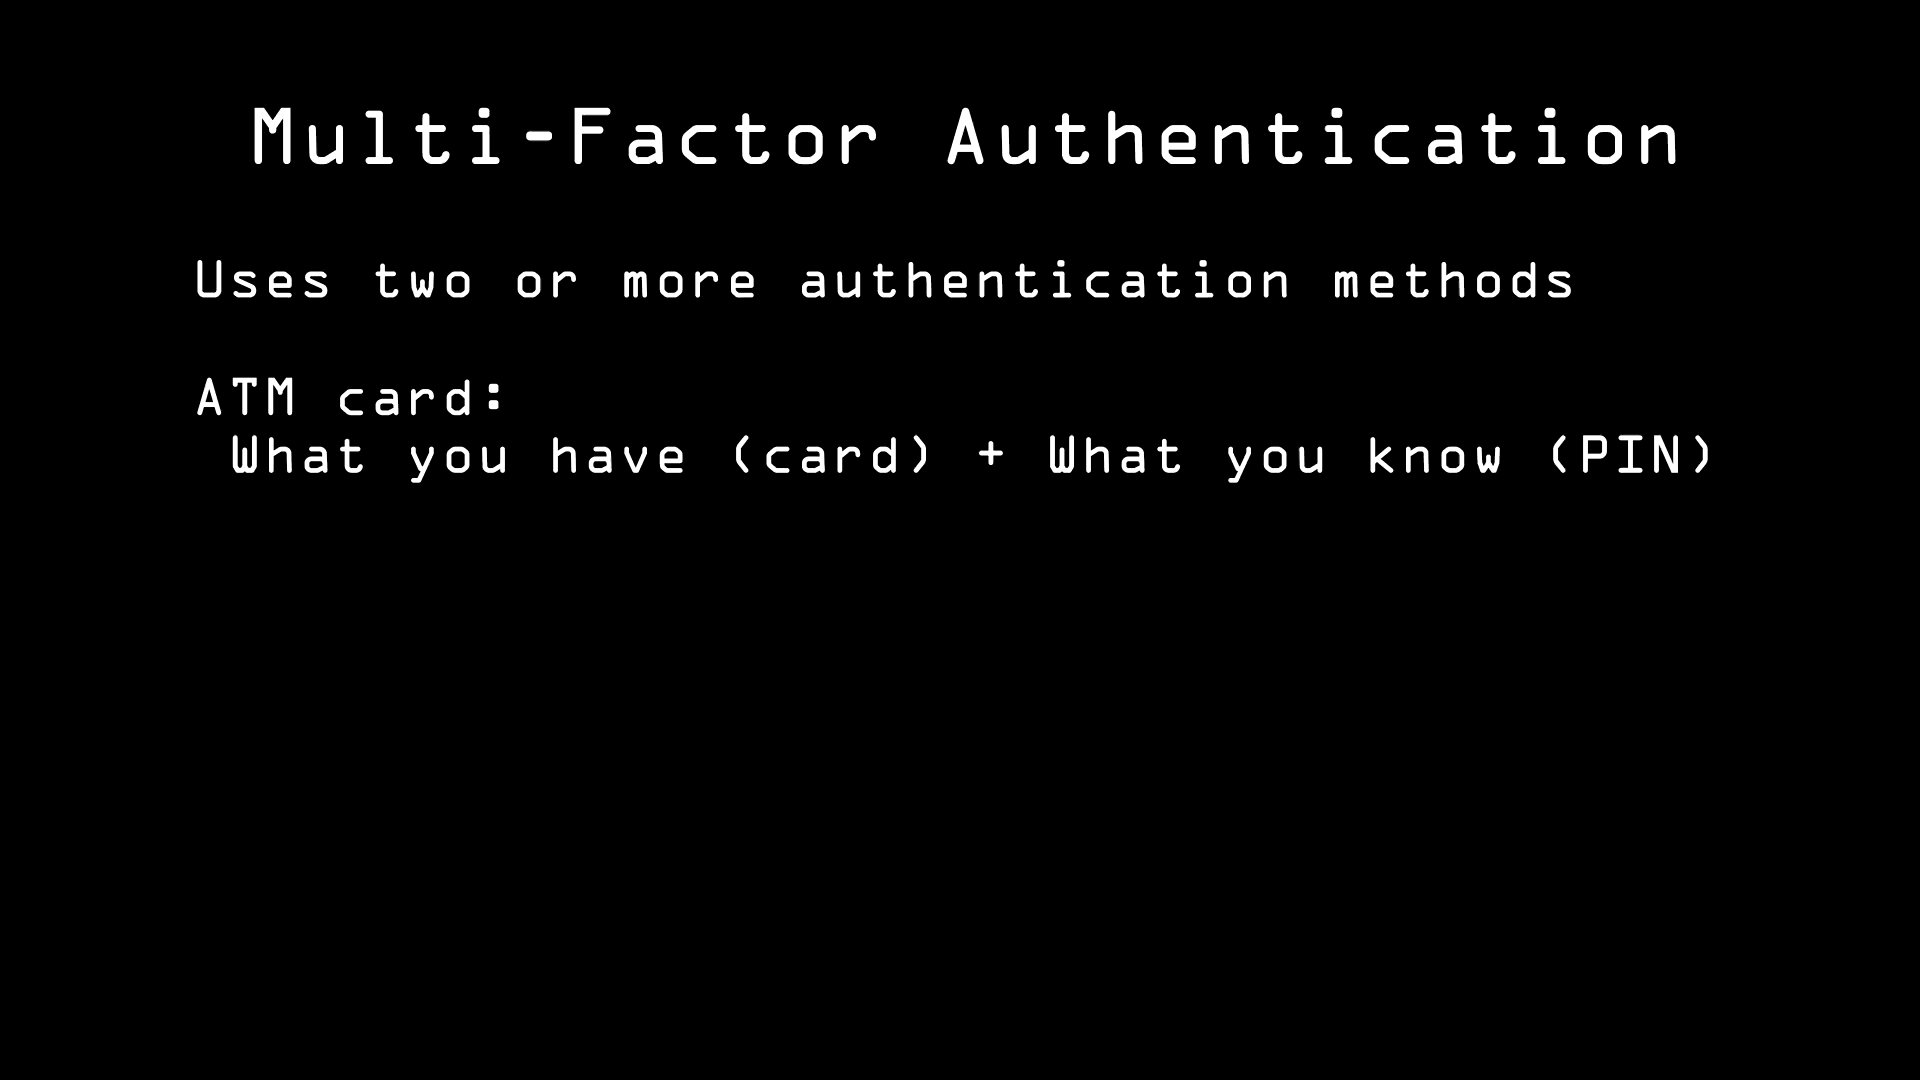 Multi-Factor Authentication
Uses two or more authentication methods
ATM card:
What you have (card) + What you know (PIN)